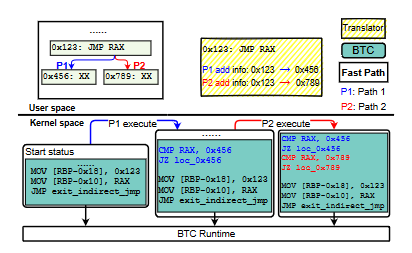 ......
0x123: JMP RAX
P1
P2
0x456: XX
0x789: XX
0x123: JMP RAX
P1 add info: 0x123 → 0x456
P2 add info: 0x123 → 0x789
Translator
BTC
Fast Path
P1: Path 1
P2: Path 2
User space
Kernel space
P1 execute
P2 execute
Start status
......
MOV [RBP-0x18], 0x123
MOV [RBP-0x10], RAX
JMP exit_indirect_jmp
......
CMP RAX, 0x456
JZ loc_0x456
MOV [RBP-0x18], 0x123
MOV [RBP-0x10], RAX
JMP exit_indirect_jmp
......
CMP RAX, 0x456
JZ loc_0x456
CMP RAX, 0x789
JZ loc_0x789
MOV [RBP-0x18], 0x123
MOV [RBP-0x10], RAX
JMP exit_indirect_jmp
BTC Runtime